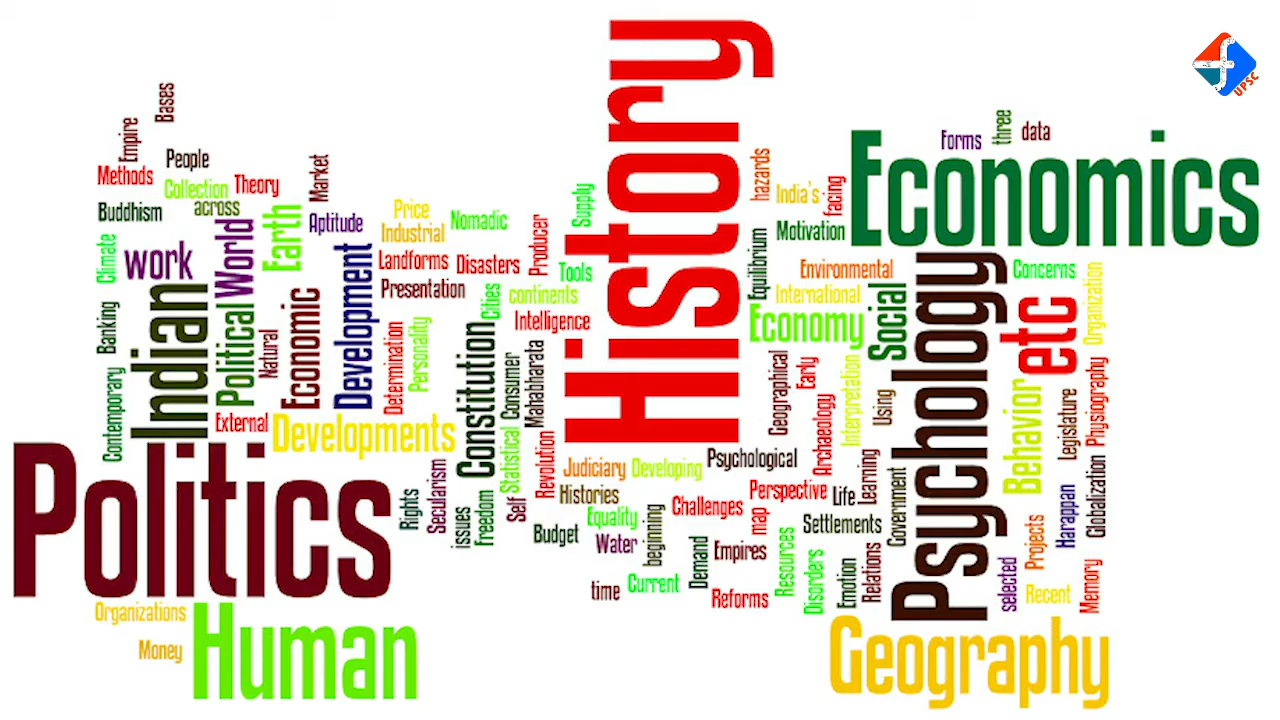 History
UPSC
Bases
Empire
People
Methods
Collection
Theory
Market
across
Buddhism
Aptitude
World
Earth
Climate
work
Price
Industrial
Nomadic
Supply
Producer
hazards
India's
facing
Forms
three
data
Economics
Motivation
Equilibrium
Landforms
Disasters
Tools
Presentation
Cities
continents
Intelligence
Environmental
International
Concerns
Organization
Economy
Social
Psychology
etc
Banking
Indian
Political
Natural
Economic
Development
Determination
Personality
Constitution
Consumer
Mahabharata
Geographical
Early
Interpretation
Using
Archaeology
Behavior
Legislature
Physiography
Contemporary
External
Developments
Statistical
Revolution
Judiciary
Developing
Psychological
Politics
Rights
Secularism
issues
Freedom
Self
Histories
Budget
Equality
Water
beginning
Challenges
Perspective
Life
Learning
map
Settlements
Government
Demand
Empires
Resources
Disorders
Emotion
Relations
Projects
Harappan
Globalization
time
Current
Reforms
selected
Recent
Memory
Organizations
Money
Human
Geography